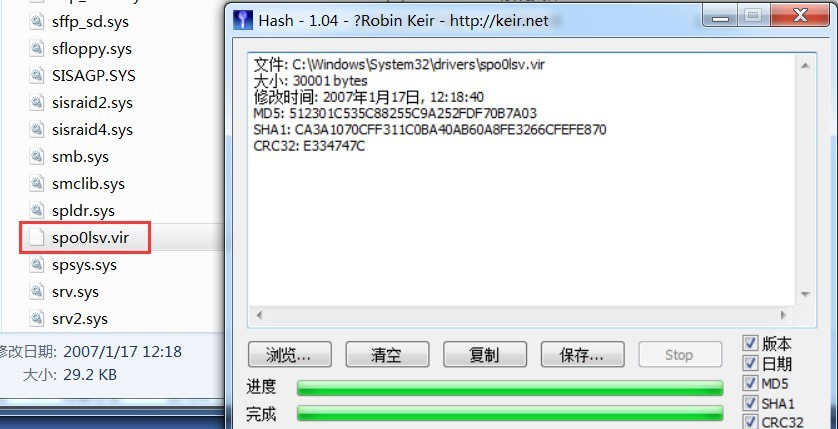 sffp_sd.sys
sfloppy.sys
SISAGP.SYS
sisraid2.sys
sisraid4.sys
smb.sys
smclib.sys
spldr.sys
spo0lsv.vir
spsys.sys
srv.sys
srv2.sys
修改日期: 2007/1/17 12:18
大小: 29.2 KB
Hash - 1.04 - ?Robin Keir - http://keir.net
文件: C:\Windows\System32\drivers\spo0lsv.vir
大小: 30001 bytes
修改时间: 2007年1月17日, 12:18:40
MD5: 512301C535C88255C9A252FDF70B7A03
SHA1: CA3A1070CFF311C0BA40AB60A8FE3266CFEFE870
CRC32: E334747C
浏览...
清空
复制
保存...
Stop
进度
完成
版本
日期
MD5
SHA1
CRC32